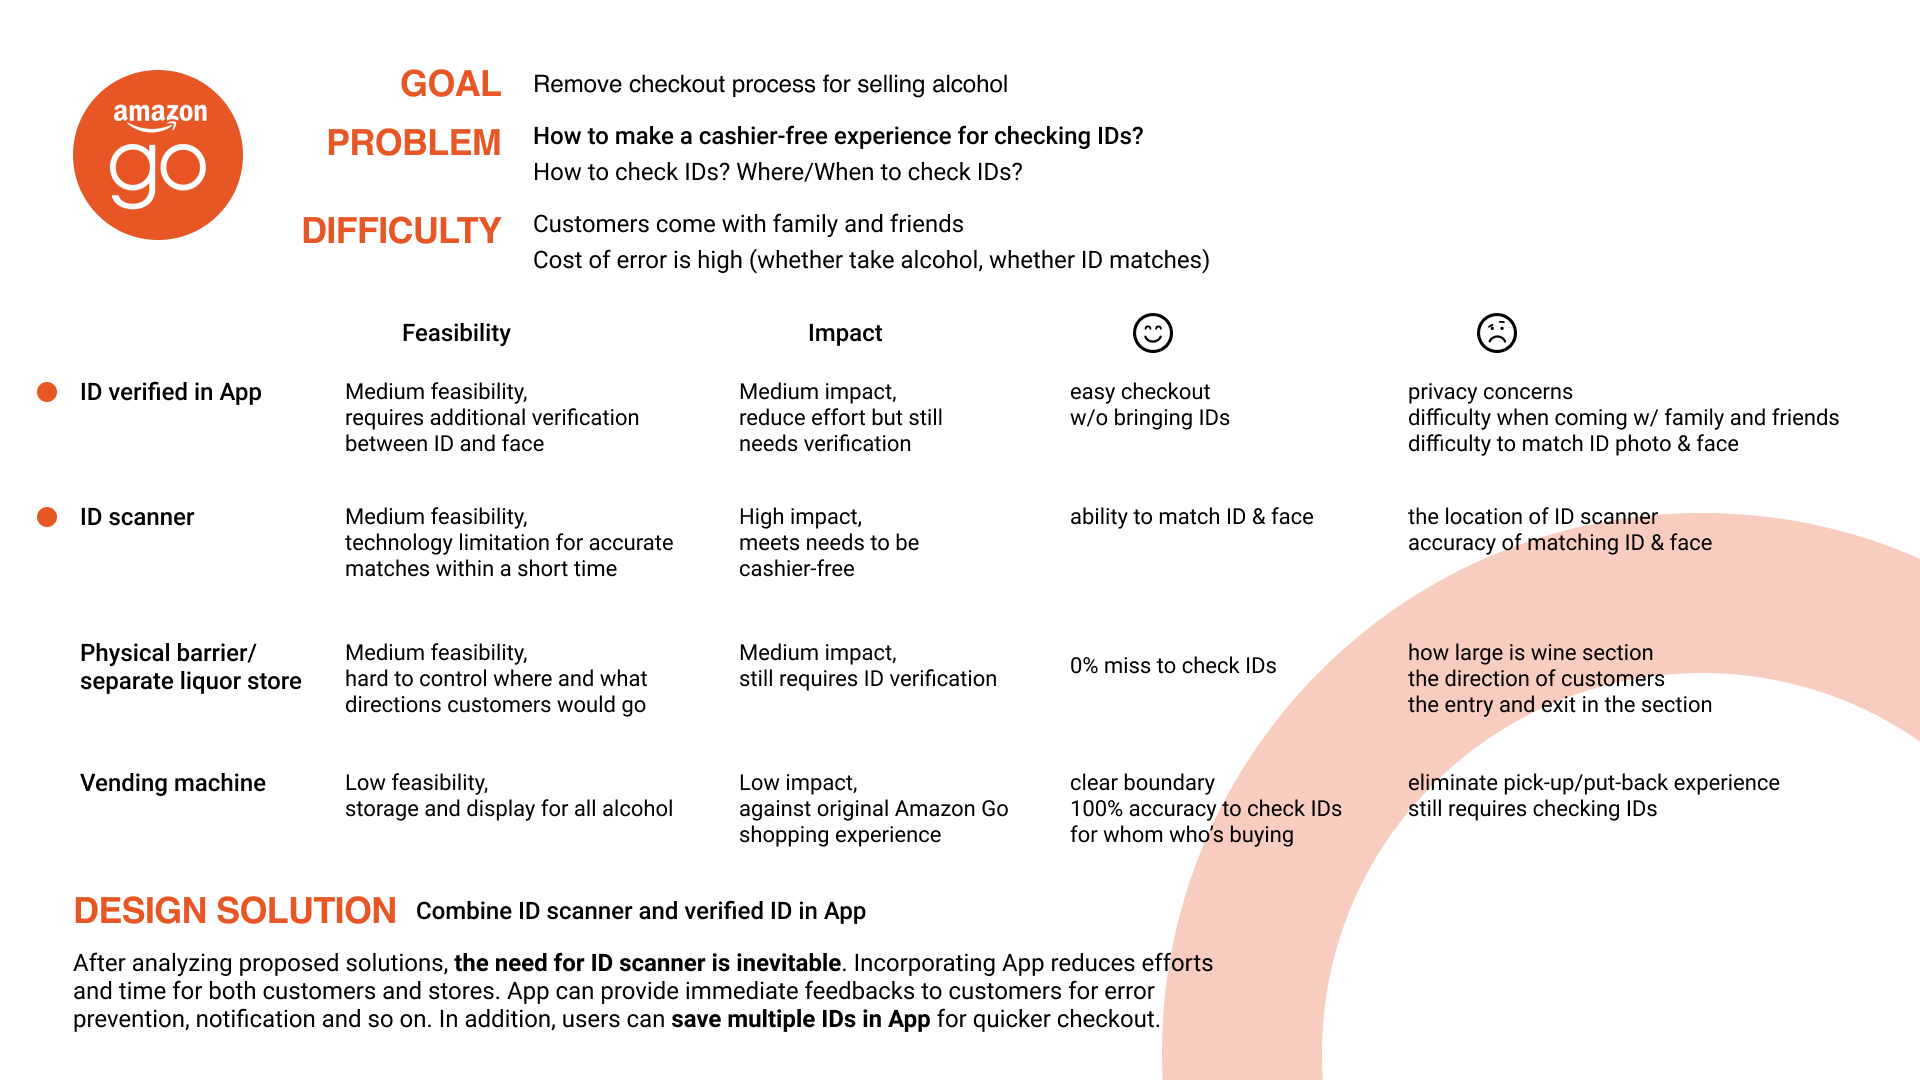 amazon
go
GOAL Remove checkout process for selling alcohol
PROBLEM How to make a cashier-free experience for checking IDs?
How to check IDs? Where/When to check IDs?
DIFFICULTY Customers come with family and friends
Cost of error is high (whether take alcohol, whether ID matches)
Feasibility Impact
ID verified in App
Medium feasibility,
requires additional verification
between ID and face
Medium impact,
reduce effort but still
needs verification
easy checkout
w/o bringing IDs
privacy concerns
difficulty when coming w/ family and friends
difficulty to match ID photo & face
ID scanner
Medium feasibility,
technology limitation for accurate
matches within a short time
High impact,
meets needs to be
cashier-free
ability to match ID & face
the location of ID scanner
accuracy of matching ID & face
Physical barrier/
separate liquor store
Medium feasibility,
hard to control where and what
directions customers would go
Medium impact,
still requires ID verification
0% miss to check IDs
how large is wine section
the direction of customers
the entry and exit in the section
Vending machine
Low feasibility,
storage and display for all alcohol
Low impact,
against original Amazon Go
shopping experience
clear boundary
100% accuracy to check IDs
for whom who's buying
eliminate pick-up/put-back experience
still requires checking IDs
DESIGN SOLUTION Combine ID scanner and verified ID in App
After analyzing proposed solutions, the need for ID scanner is inevitable. Incorporating App reduces efforts
and time for both customers and stores. App can provide immediate feedbacks to customers for error
prevention, notification and so on. In addition, users can save multiple IDs in App for quicker checkout.